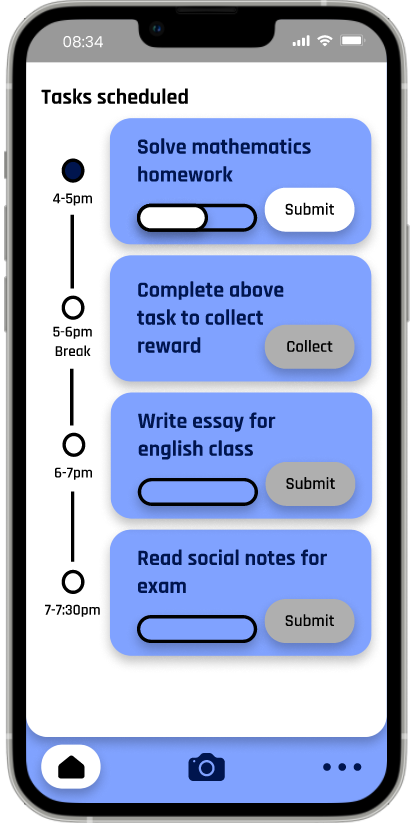 08:34
Tasks scheduled
Solve mathematics
homework
Submit
4-5pm
Complete above
task to collect
reward
Collect
5-6pm
Break
Write essay for
english class
Submit
6-7pm
Read social notes for
exam
Submit
7-7:30pm